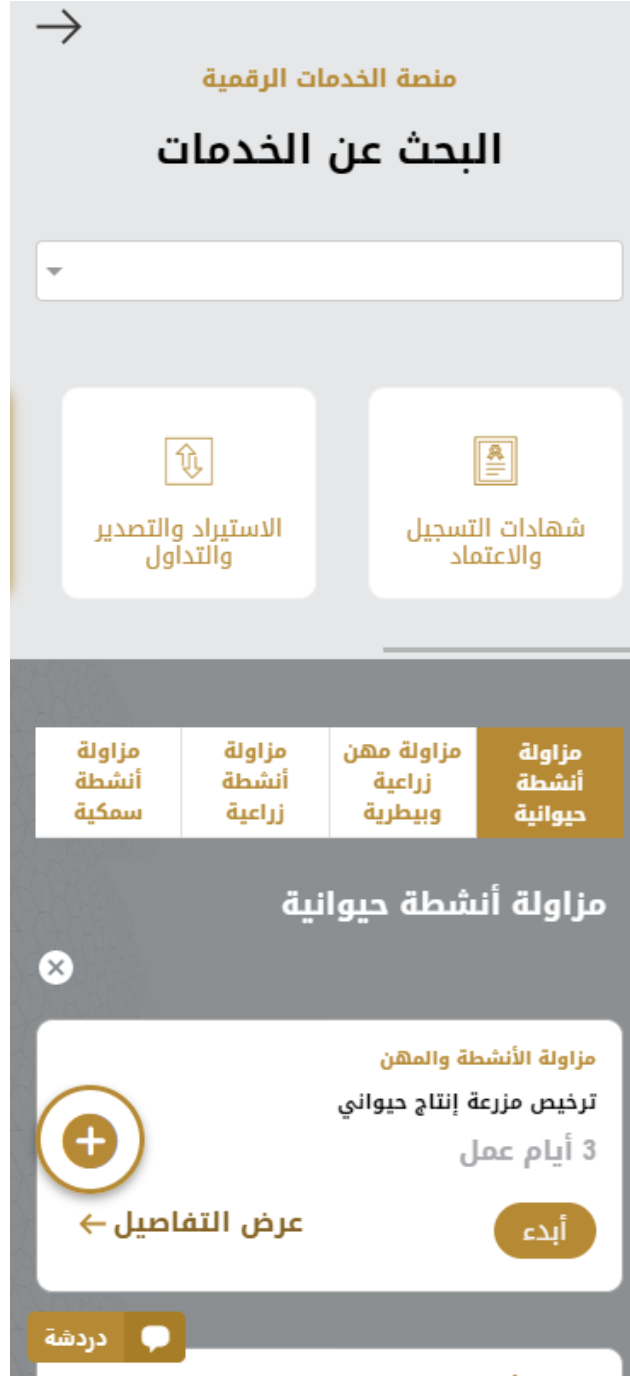 منصة الخدمات الرقمية
البحث عن الخدمات
شهادات التسجيل
والاعتماد
الاستيراد والتصدير
والتداول
مزاولة
أنشطة
حيوانية
مزاولة مهن
زراعية
وبيطرية
مزاولة
أنشطة
زراعية
مزاولة
أنشطة
سمكية
مزاولة أنشطة حيوانية
مزاولة الأنشطة والمهن
ترخيص مزرعة إنتاج حيواني
3 أيام عمل
أبدء
عرض التفاصيل
دردشة